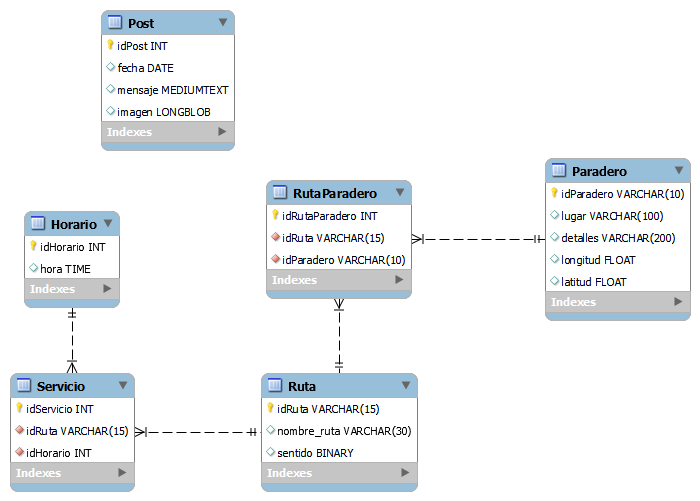 Post
idPost INT
fecha DATE
mensaje MEDIUMTEXT
imagen LONGBLOB
Indexes
Paradero
idParadero VARCHAR(10)
lugar VARCHAR(100)
detalles VARCHAR(200)
longitud FLOAT
latitud FLOAT
Indexes
RutaParadero
idRutaParadero INT
idRuta VARCHAR(15)
idParadero VARCHAR(10)
Indexes
Horario
idHorario INT
hora TIME
Indexes
Servicio
idServicio INT
idRuta VARCHAR(15)
idHorario INT
Indexes
Ruta
idRuta VARCHAR(15)
nombre_ruta VARCHAR(30)
sentido BINARY
Indexes